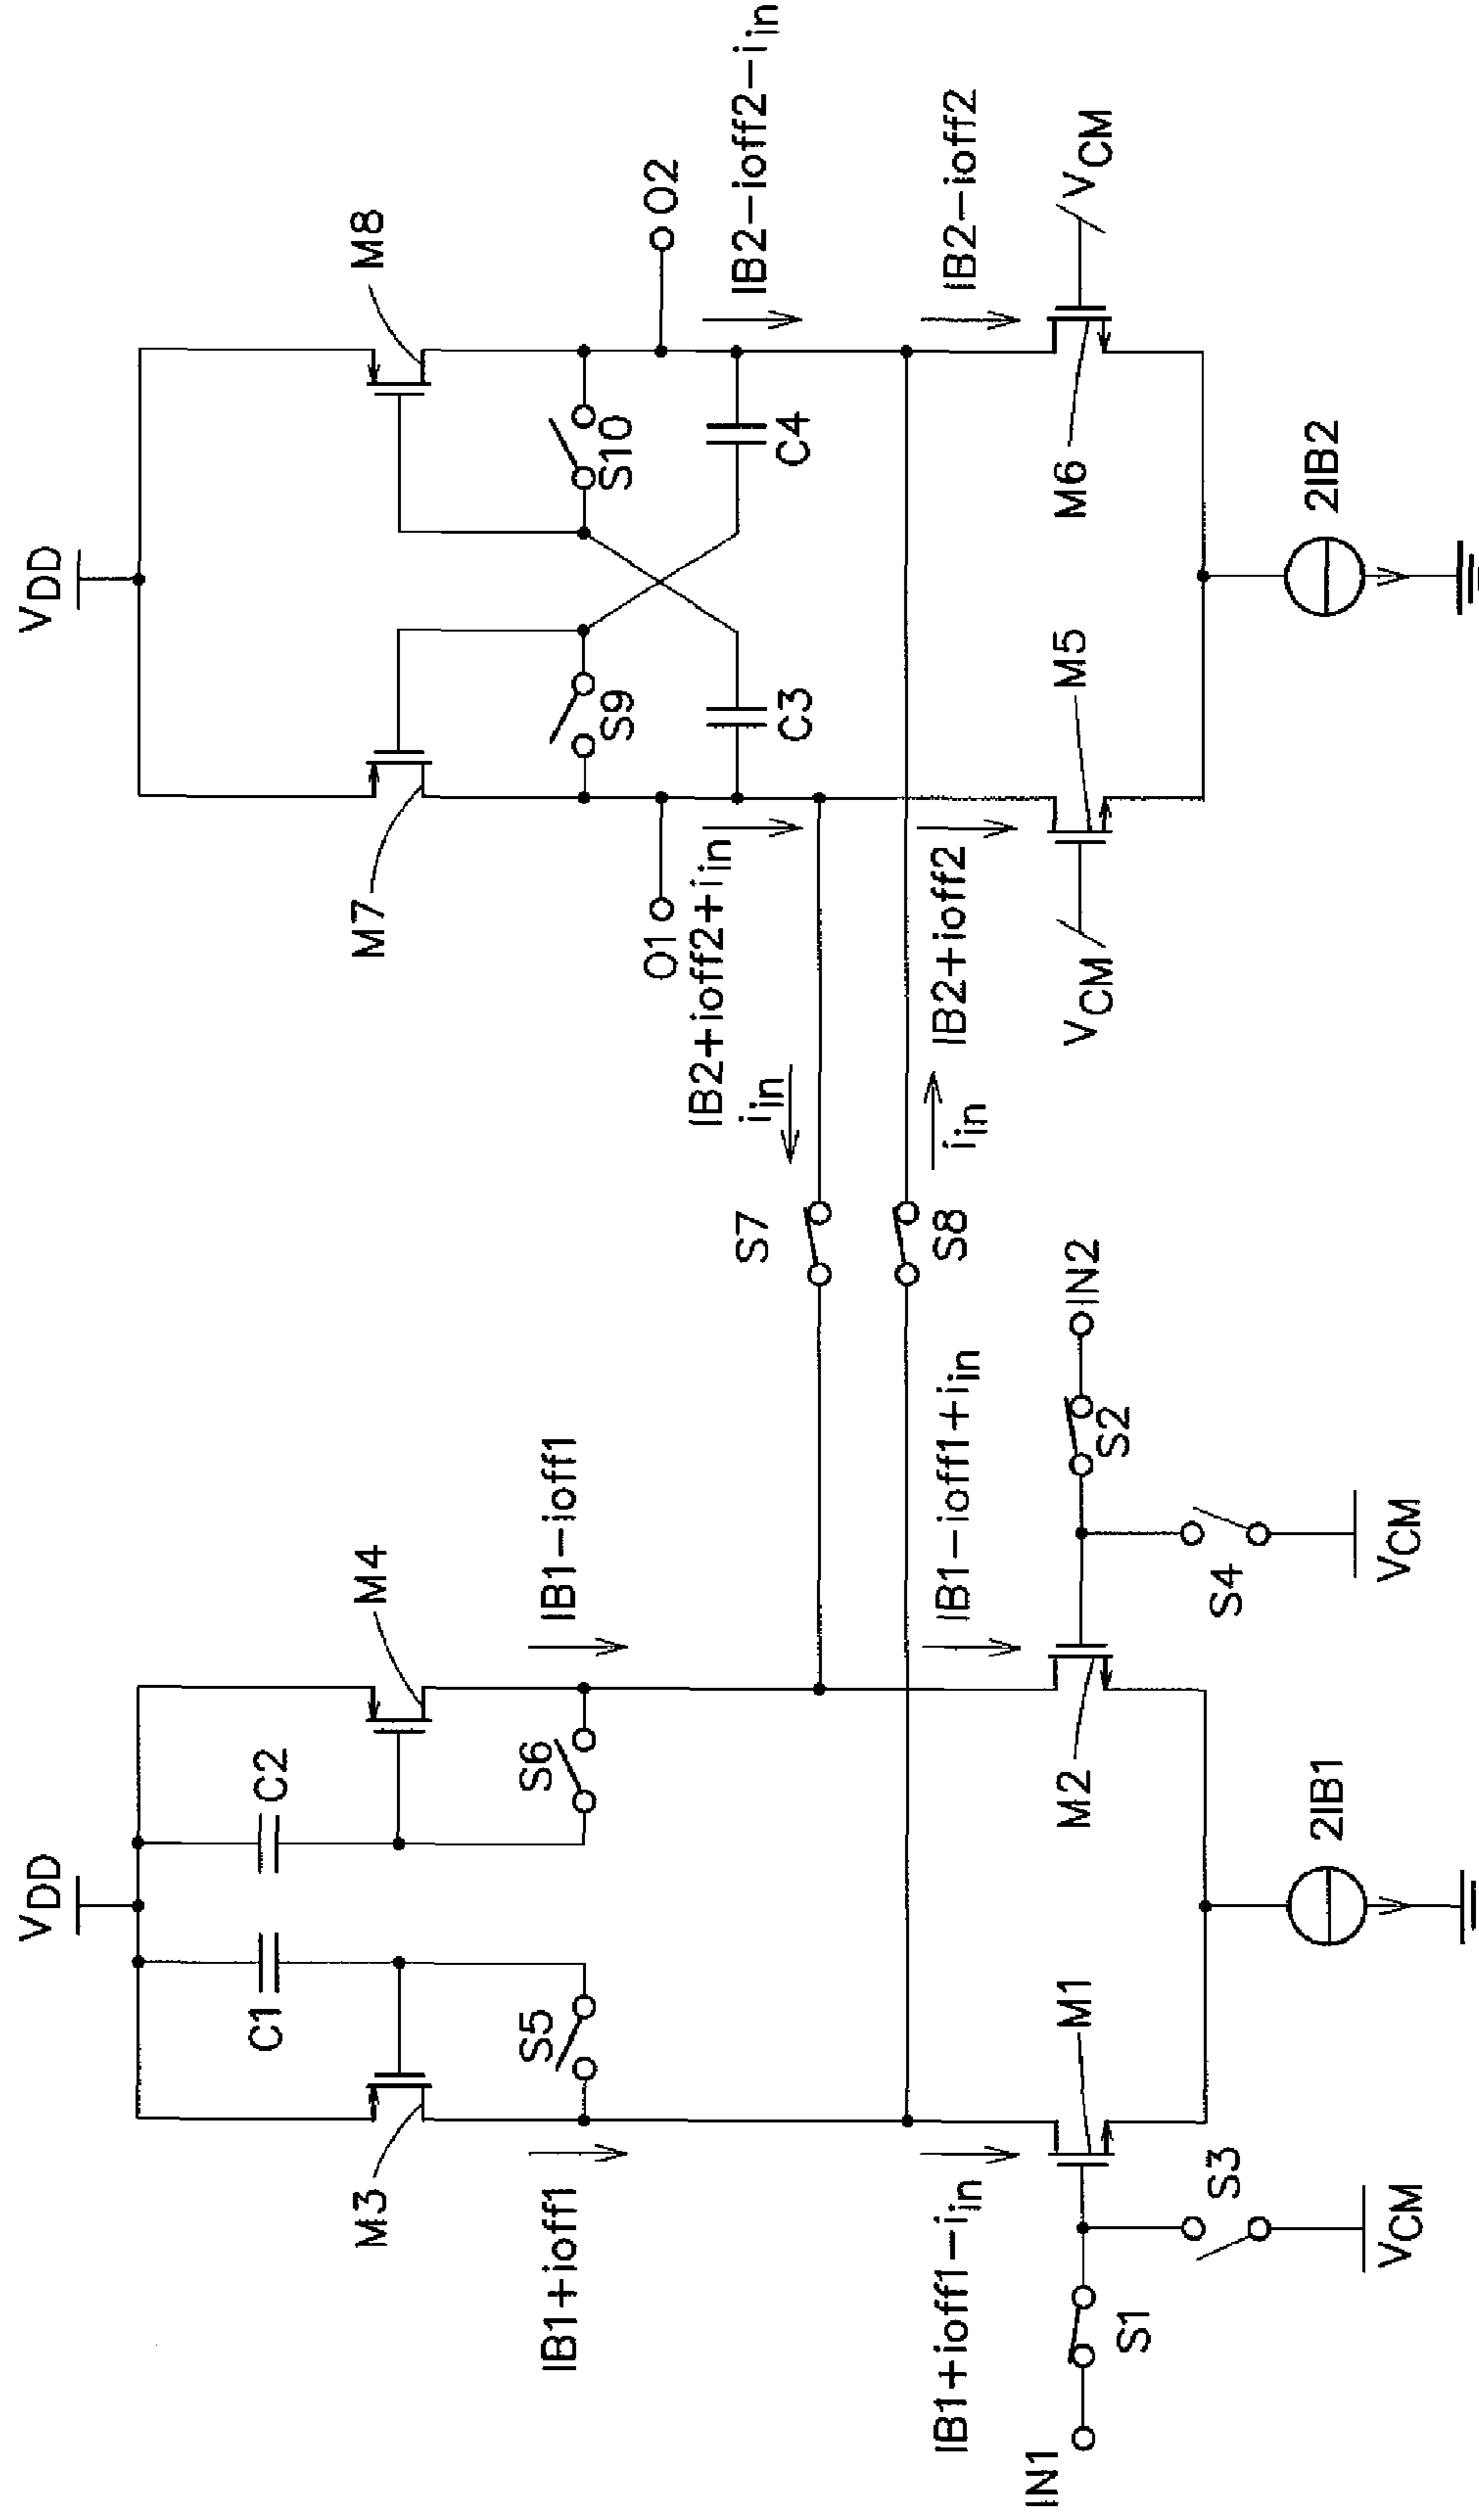 VDD
VDD
C1
C2
M3
M4
M7
M8
IB1+ioff1
S5
S6
IB1-ioff1
S9
S10
O1
O2
IB2+ioff2+iin
C3
C4
IB2-ioff2-iin
S7
iin
S8
iin
IB1+ioff1-iin
IB1-ioff1+iin
IB2+ioff2
IB2-ioff2
IN1
S1
M1
M2
S2
IN2
VCM
M5
M6
VCM
S3
S4
VCM
VCM
2IB1
2IB2